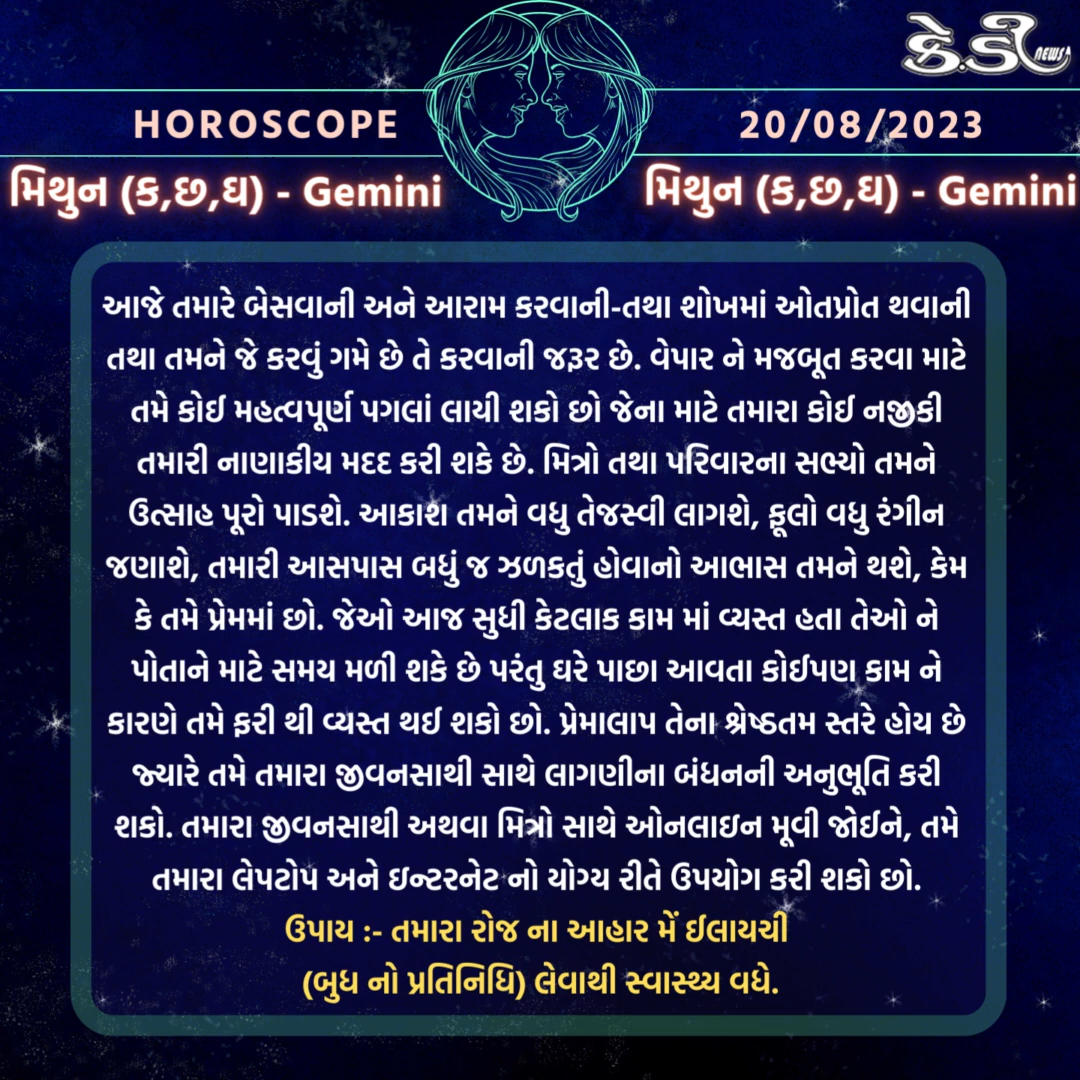 કે.ડી NEWS
HOROSCOPE
20/08/2023
મિથુન (ક,છ,ઘ) - Gemini
મિથુન (ક,છ,ઘ) - Gemini
આજે તમારે બેસવાની અને આરામ કરવાની-તથા શોખમાં ઓતપ્રોત થવાની
તથા તમને જે કરવું ગમે છે તે કરવાની જરૂર છે. વેપાર ને મજબૂત કરવા માટે
તમે કોઈ મહત્વપૂર્ણ પગલાં લાયી શકો છો જેના માટે તમારા કોઈ નજીકી
તમારી નાણાકીય મદદ કરી શકે છે. મિત્રો તથા પરિવારના સભ્યો તમને
ઉત્સાહ પૂરો પાડશે. આકાશ તમને વધુ તેજસ્વી લાગશે, ફૂલો વધુ રંગીન
જણાશે, તમારી આસપાસ બધું જ ઝળકતું હોવાનો આભાસ તમને થશે, કેમ
કે તમે પ્રેમમાં છો. જેઓ આજ સુધી કેટલાક કામ માં વ્યસ્ત હતા તેઓ ને
પોતાને માટે સમય મળી શકે છે પરંતુ ઘરે પાછા આવતા કોઈપણ કામ ને
કારણે તમે ફરી થી વ્યસ્ત થઈ શકો છો. પ્રેમાલાપ તેના શ્રેષ્ઠતમ સ્તરે હોય છે
જ્યારે તમે તમારા જીવનસાથી સાથે લાગણીના બંધનની અનુભૂતિ કરી
શકો. તમારા જીવનસાથી અથવા મિત્રો સાથે ઓનલાઇન મૂવી જોઈને, તમે
તમારા લેપટોપ અને ઇન્ટરનેટ નો યોગ્ય રીતે ઉપયોગ કરી શકો છો.
ઉપાય :- તમારા રોજ ના આહાર મેં ઈલાયચી
(બુધ નો પ્રતિનિધિ) લેવાથી સ્વાસ્થ્ય વધે.